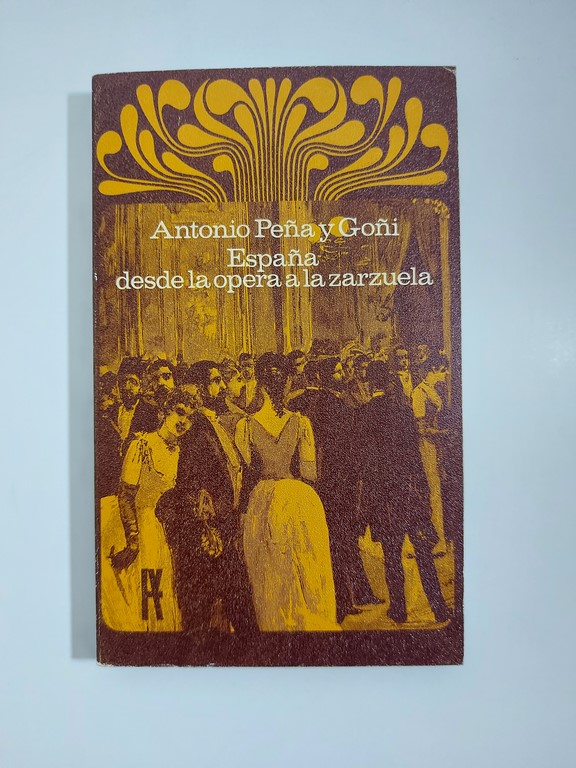 Antonio Peña y Goñi
España
desde la opera a la zarzuela